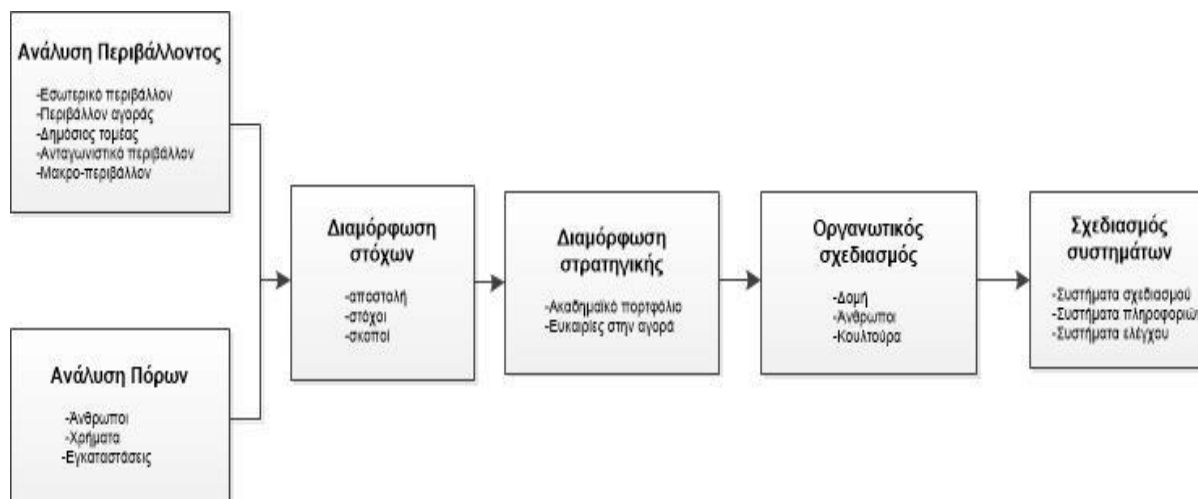 Ανάλυση Περιβάλλοντος
-Εσωτερικό περιβάλλον
-Περιβάλλον αγοράς
-Δημόσιος τομέας
-Ανταγωνιστικό περιβάλλον
-Μακρο-περιβάλλον
Ανάλυση Πόρων
-Άνθρωποι
-Χρήματα
-Εγκαταστάσεις
Διαμόρφωση
στόχων
-αποστολή
-στόχοι
-σκοποί
Διαμόρφωση
στρατηγικής
-Ακαδημαϊκό πορτφόλιο
-Ευκαιρίες στην αγορά
Οργανωτικός
σχεδιασμός
-Δομή
-Άνθρωποι
-Κουλτούρα
Σχεδιασμός
συστημάτων
-Συστήματα σχεδιασμού
-Συστήματα πληροφοριών
-Συστήματα ελέγχου